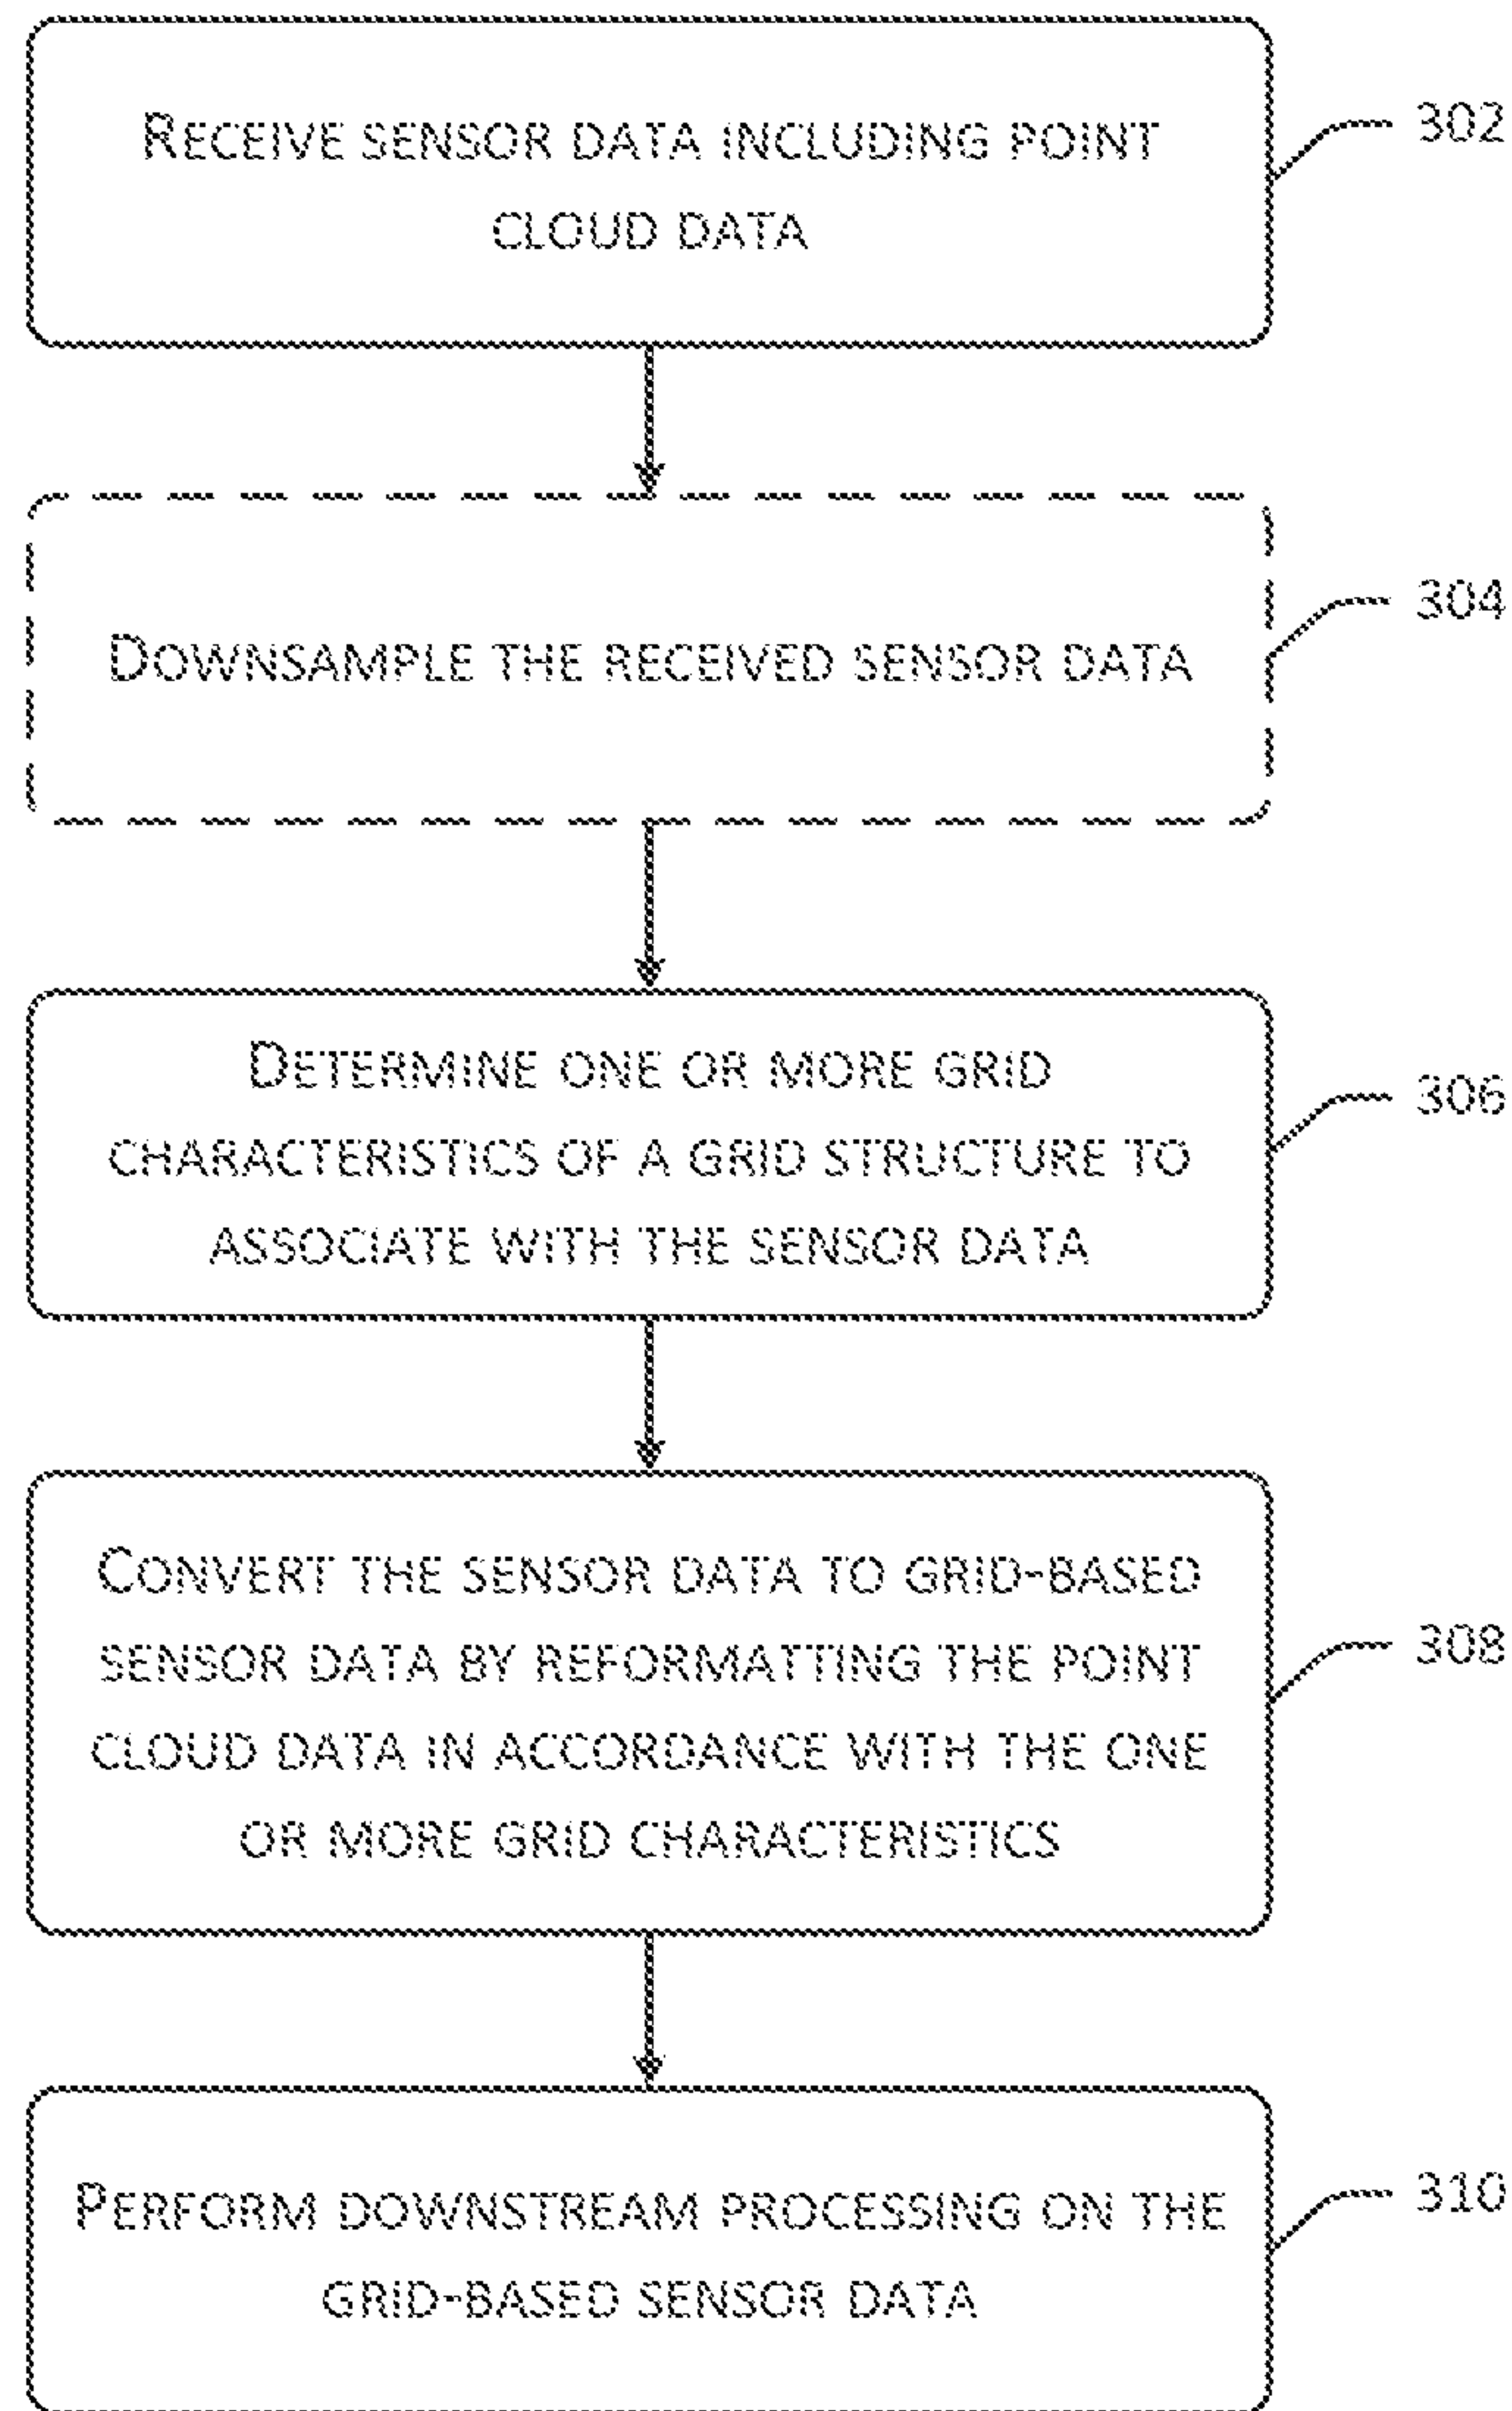 RECEIVE SENSOR DATA INCLUDING POINT
CLOUD DATA
302
DOWNSAMPLE THE RECEIVED SENSOR DATA
304
DETERMINE ONE OR MORE GRID
CHARACTERISTICS OF A GRID STRUCTURE TO
ASSOCIATE WITH THE SENSOR DATA
306
CONVERT THE SENSOR DATA TO GRID-BASED
SENSOR DATA BY REFORMATTING THE POINT
CLOUD DATA IN ACCORDANCE WITH THE ONE
OR MORE GRID CHARACTERISTICS
308
PERFORM DOWNSTREAM PROCESSING ON THE
GRID-BASED SENSOR DATA
310